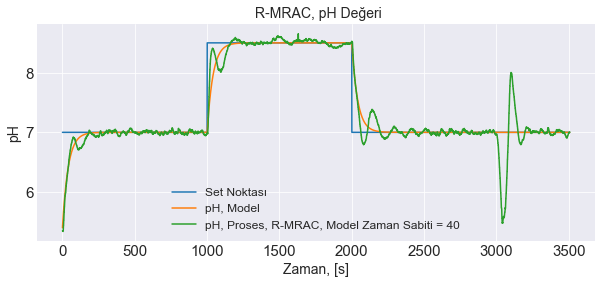 R-MRAC, pH Değeri
8
7
6
pH
Set Noktası
pH, Model
pH, Proses, R-MRAC, Model Zaman Sabiti = 40
0 500 1000 1500 2000 2500 3000 3500
Zaman, [s]